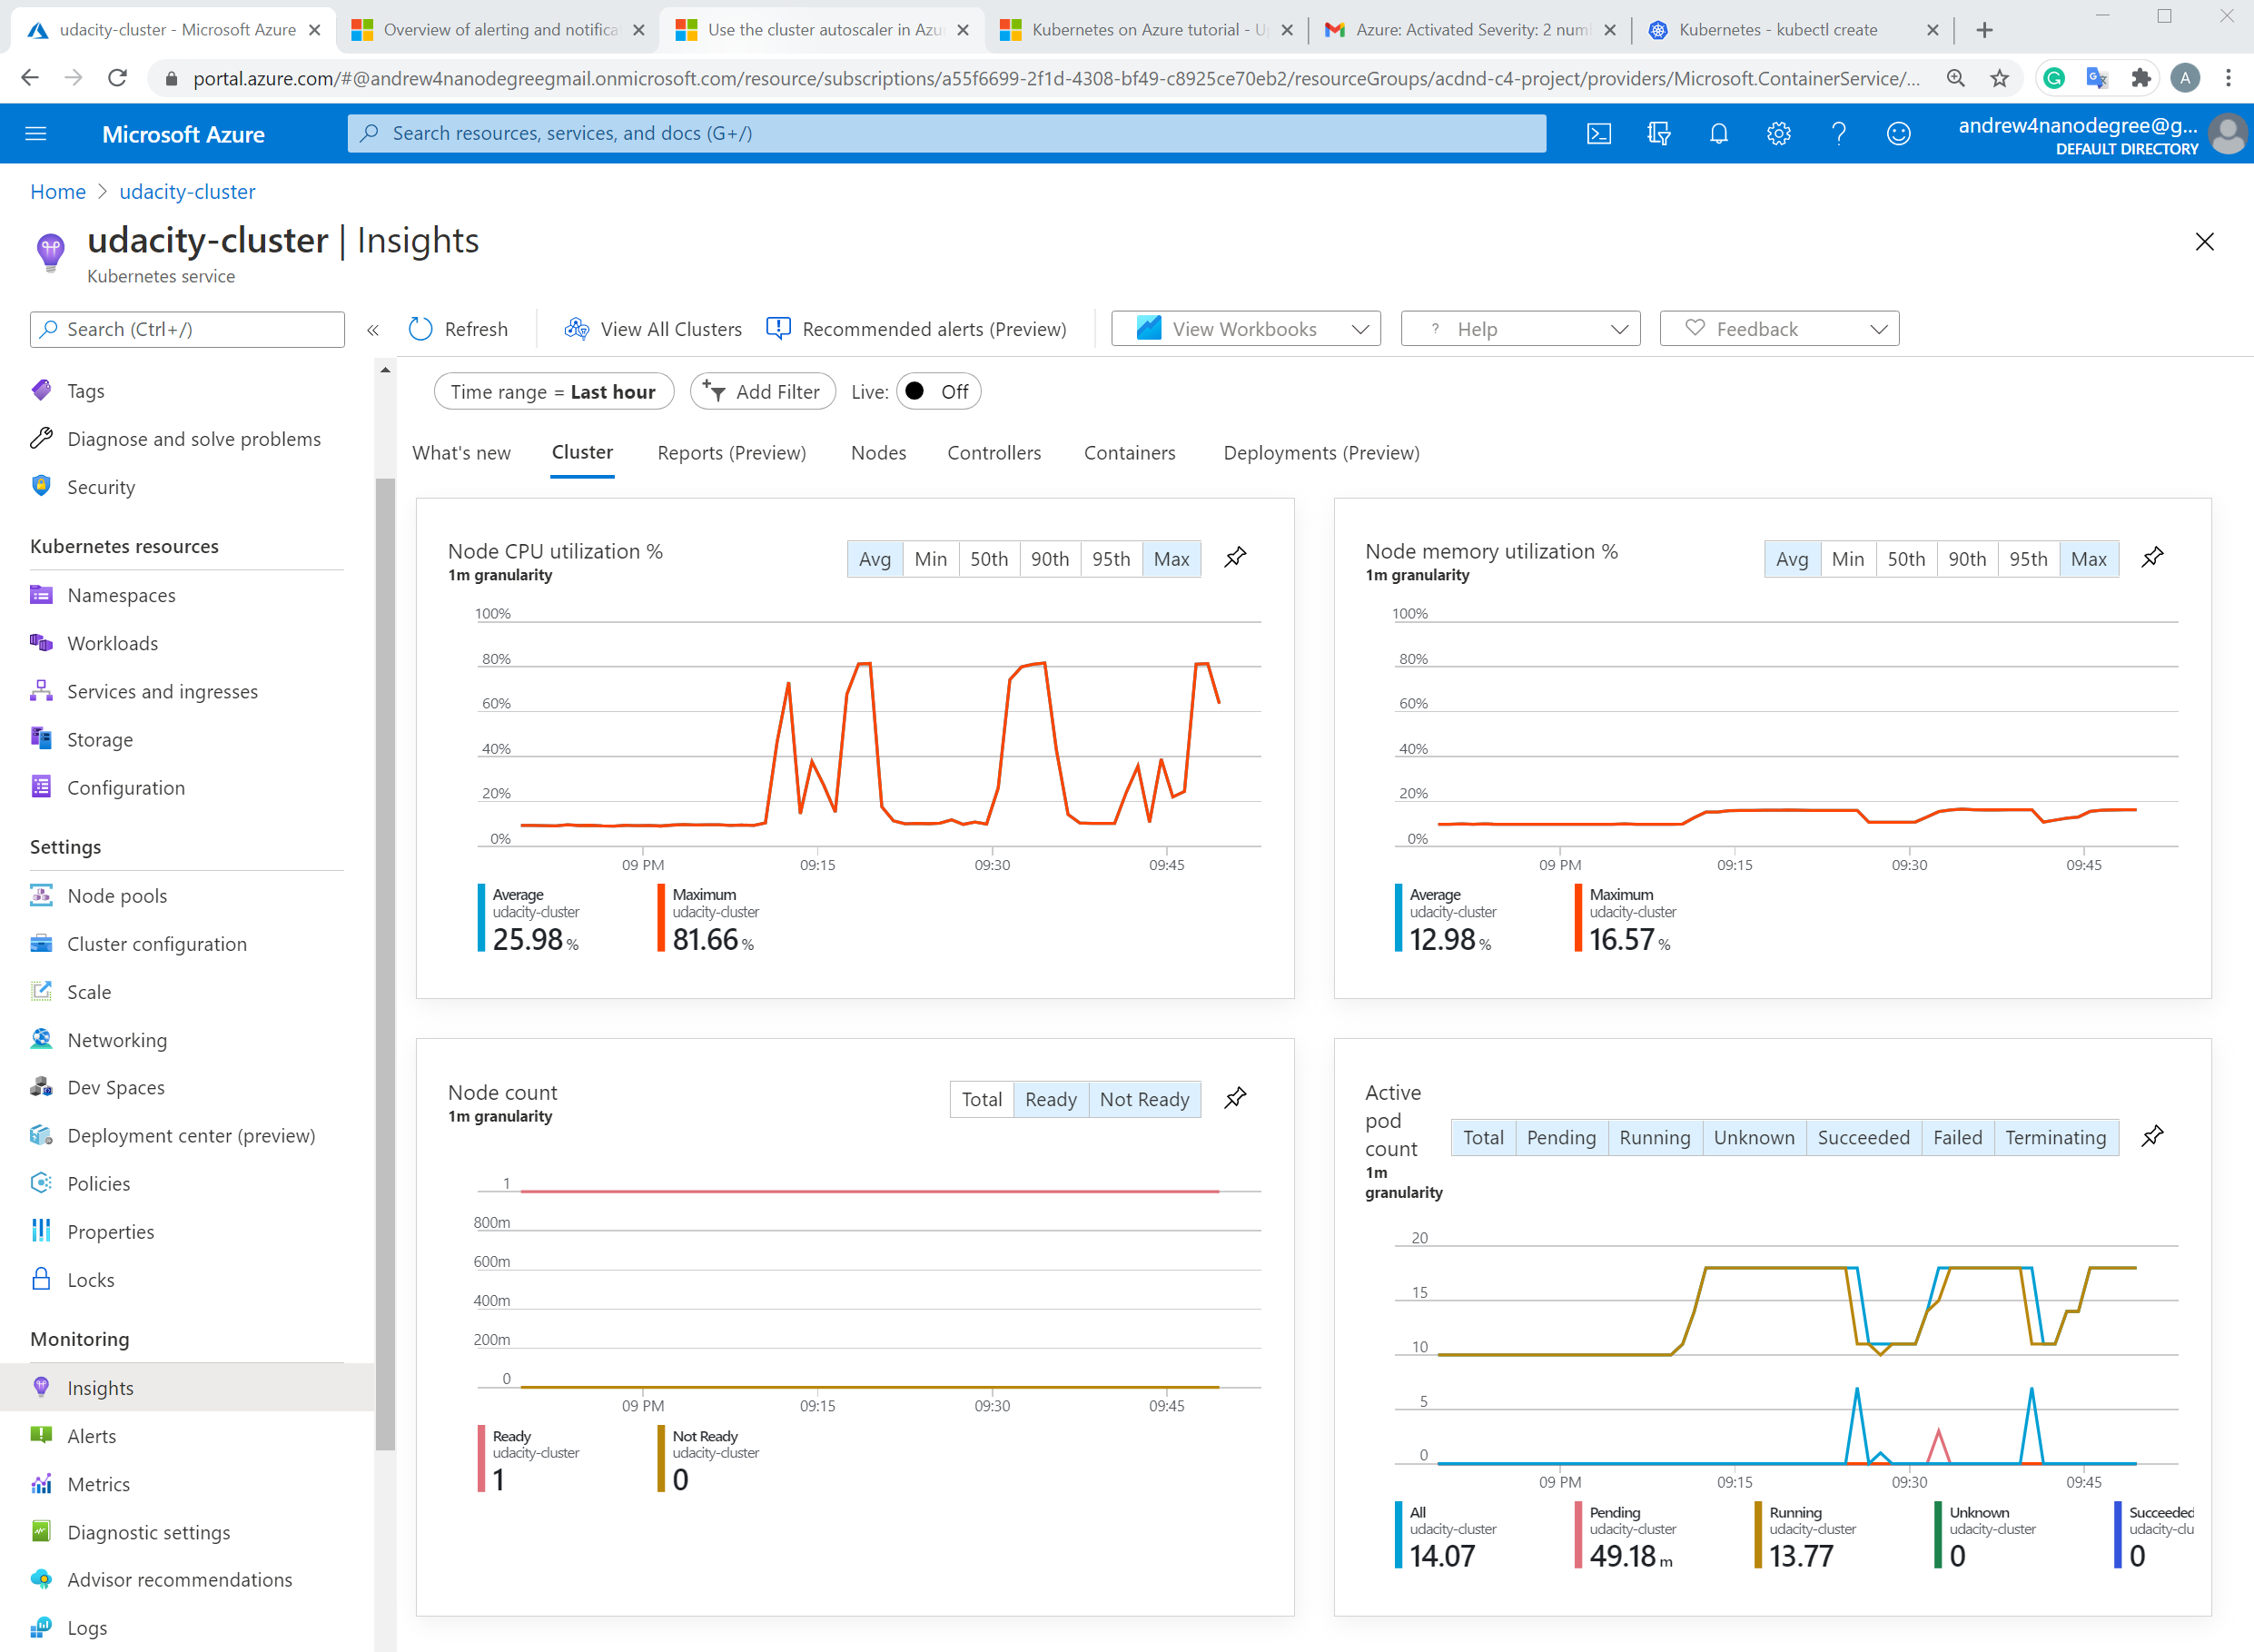 udacity-cluster - Microsoft Azure
Overview of alerting and notifica
Use the cluster autoscaler in Azu
Kubernetes on Azure tutorial - U
Azure: Activated Severity: 2 num
Kubernetes - kubectl create
portal.azure.com/#@andrew4nanodegreegmail.onmicrosoft.com/resource/subscriptions/a55f6699-2f1d-4308-bf49-c8925ce70eb2/resourceGroups/acdnd-c4-project/providers/Microsoft.ContainerService/...
A
Microsoft Azure
Search resources, services, and docs (G+/)
andrew4nanodegree@g...
DEFAULT DIRECTORY
Home > udacity-cluster
udacity-cluster | Insights
Kubernetes service
Search (Ctrl+/)
«
Refresh
View All Clusters
Recommended alerts (Preview)
View Workbooks
? Help
Feedback
Tags
Diagnose and solve problems
Security
Kubernetes resources
Namespaces
Workloads
Services and ingresses
Storage
Configuration
Settings
Node pools
Cluster configuration
Scale
Networking
Dev Spaces
Deployment center (preview)
Policies
Properties
Locks
Monitoring
Insights
Alerts
Metrics
Diagnostic settings
Advisor recommendations
Logs
Time range = Last hour
Add Filter
Live: Off
What's new
Cluster
Reports (Preview)
Nodes
Controllers
Containers
Deployments (Preview)
Node CPU utilization %
1m granularity
Avg Min 50th 90th 95th Max
100%
80%
60%
40%
20%
0%
09 PM 09:15 09:30 09:45
Average
udacity-cluster
25.98 %
Maximum
udacity-cluster
81.66 %
Node memory utilization %
1m granularity
Avg Min 50th 90th 95th Max
100%
80%
60%
40%
20%
0%
09 PM 09:15 09:30 09:45
Average
udacity-cluster
12.98 %
Maximum
udacity-cluster
16.57 %
Node count
1m granularity
Total Ready Not Ready
1
800m
600m
400m
200m
0
09 PM 09:15 09:30 09:45
Ready
udacity-cluster
1
Not Ready
udacity-cluster
0
Active
pod
count
1m
granularity
Total Pending Running Unknown Succeeded Failed Terminating
20
15
10
5
0
09 PM 09:15 09:30 09:45
All
udacity-cluster
14.07
Pending
udacity-cluster
49.18 m
Running
udacity-cluster
13.77
Unknown
udacity-cluster
0
Succeeded
udacity-clu
0